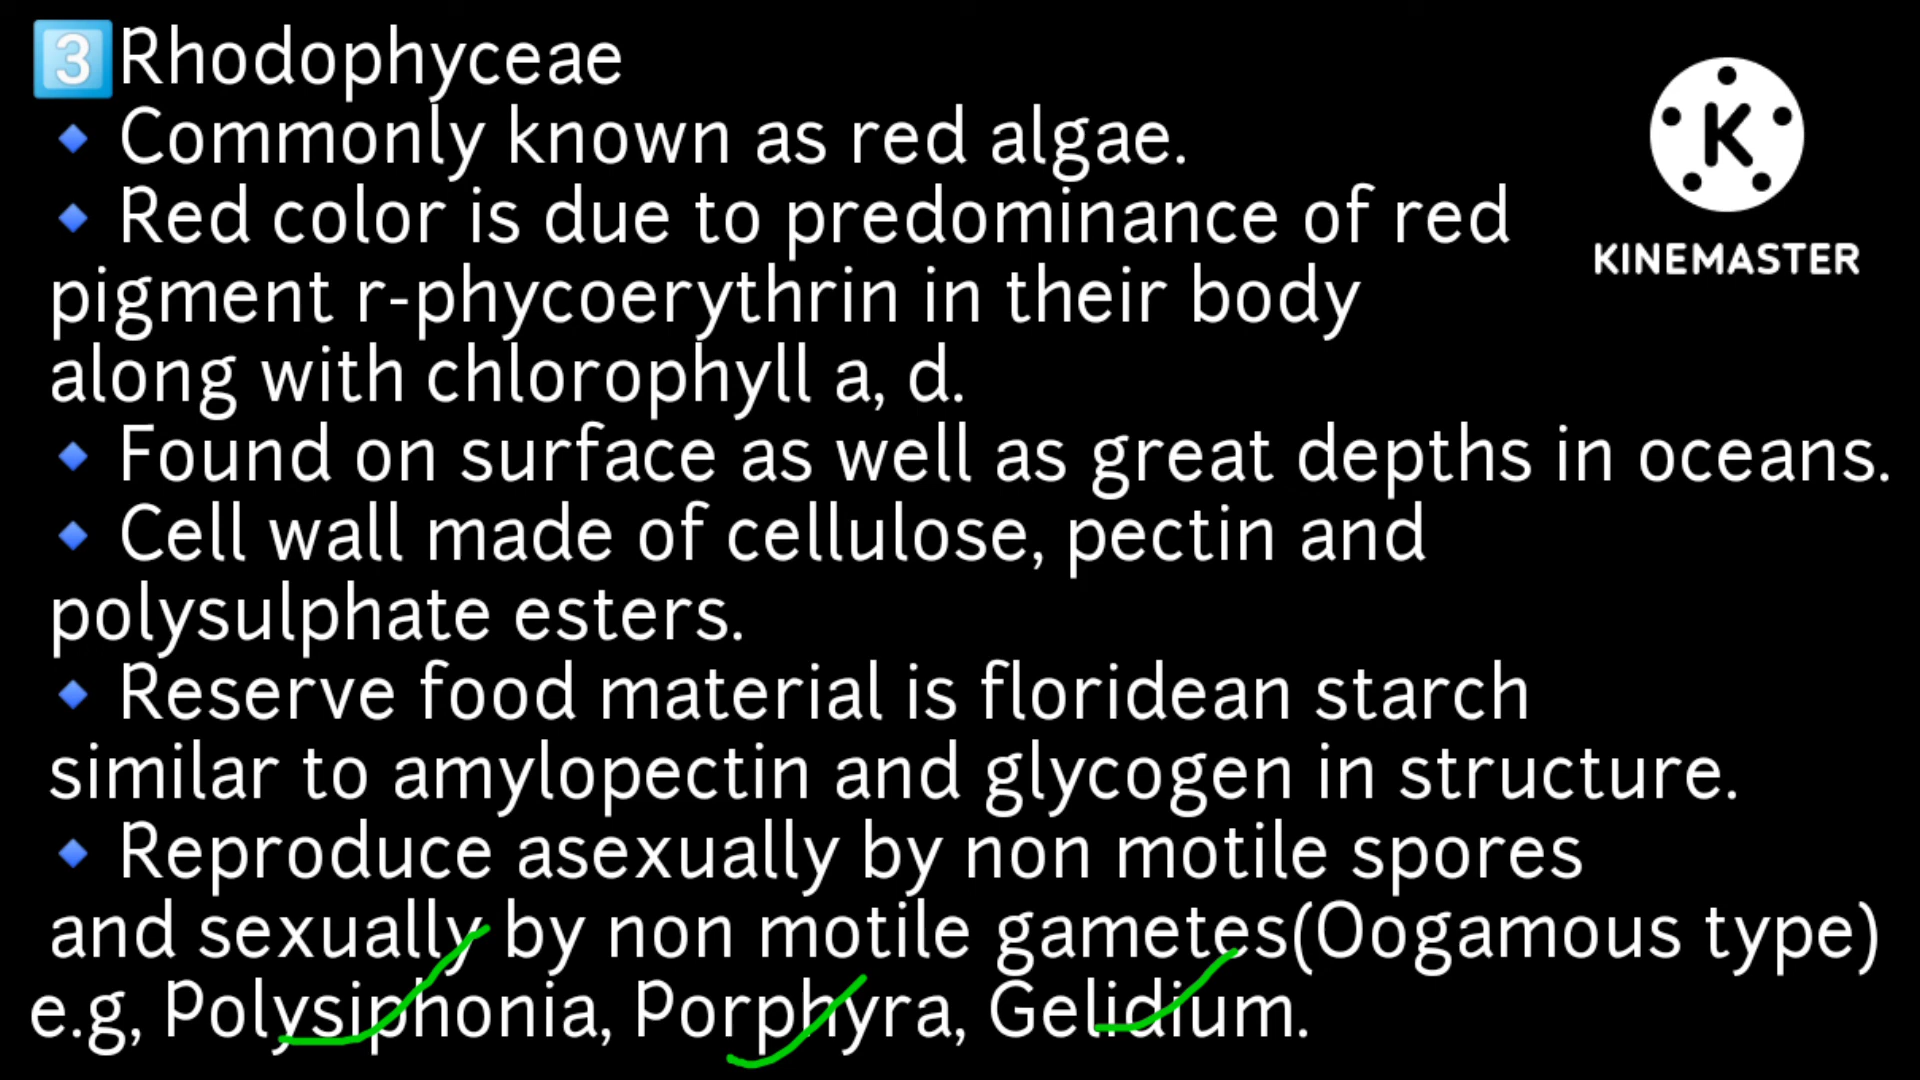 3 Rhodophyceae
🔹 Commonly known as red algae.
🔹 Red color is due to predominance of red
pigment r-phycoerythrin in their body
along with chlorophyll a, d.
🔹 Found on surface as well as great depths in oceans.
🔹 Cell wall made of cellulose, pectin and
polysulphate esters.
🔹 Reserve food material is floridean starch
similar to amylopectin and glycogen in structure.
🔹 Reproduce asexually by non motile spores
and sexually by non motile gametes(Oogamous type)
e.g, Polysiphonia, Porphyra, Gelidium.
K
KINEMASTER